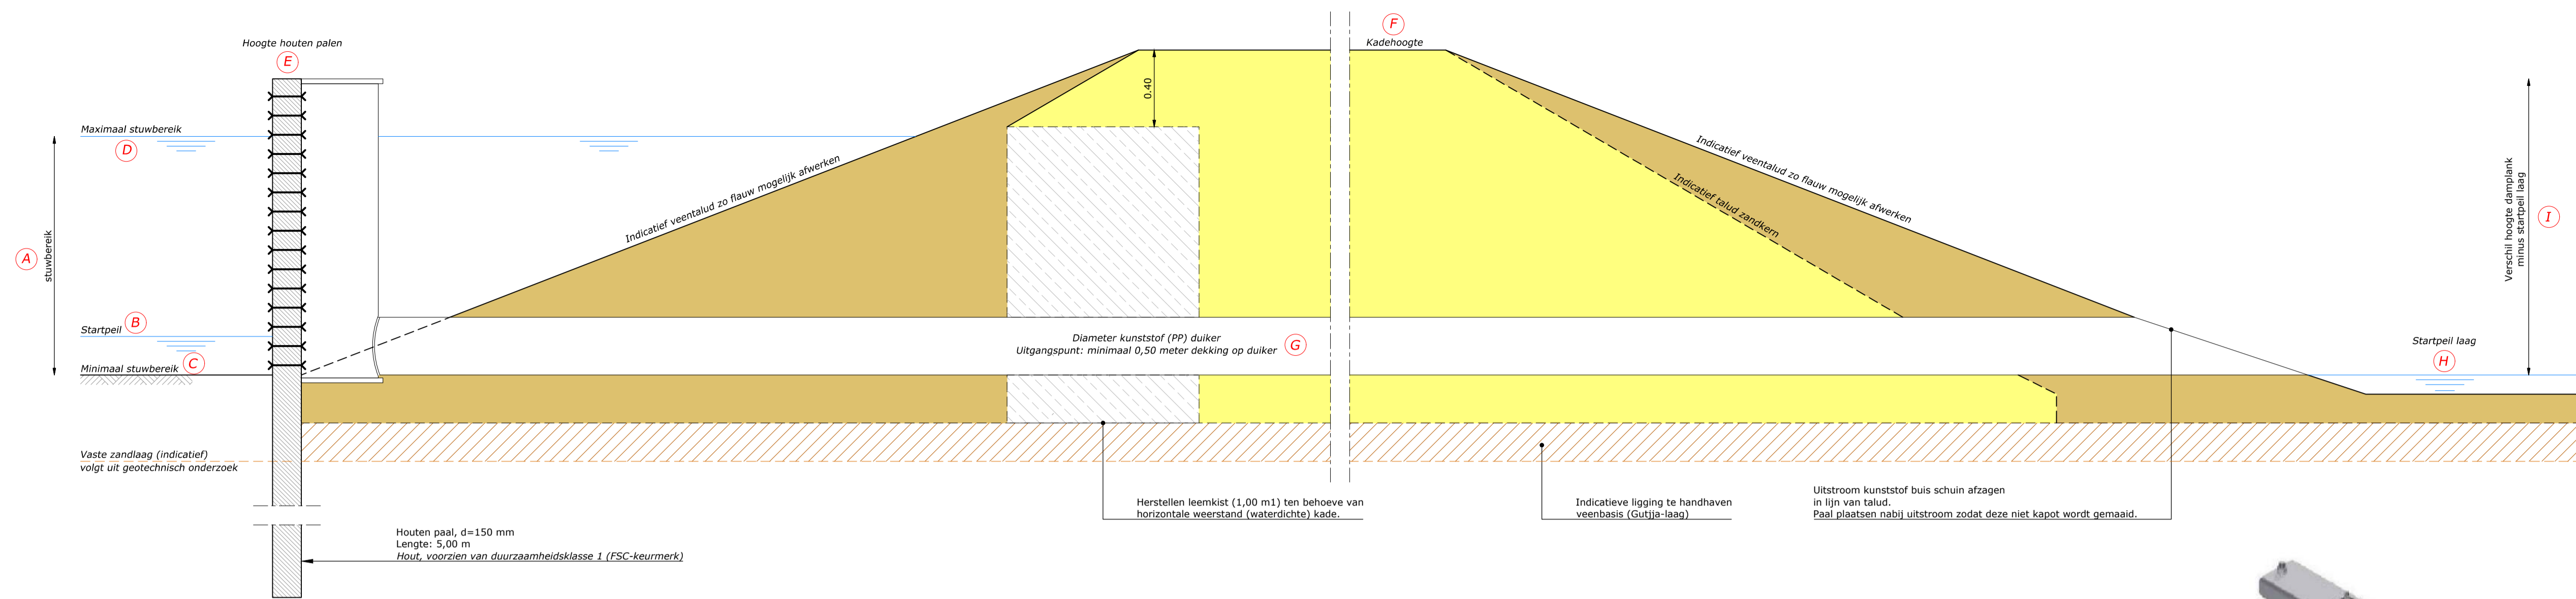 Hoogte houten palen
E
F
Kadehoogte
0.40
Maximaal stuwbereik
D
Indicatief veentalud zo flauw mogelijk afwerken
Indicatief veentalud zo flauw mogelijk afwerken
Indicatief talud zandkern
Verschil hoogte damplank
minus startpeil laag
I
A
stuwbereik
Startpeil
B
C
Minimaal stuwbereik
Diameter kunststof (PP) duiker
Uitgangspunt: minimaal 0,50 meter dekking op duiker
G
Startpeil laag
H
Vaste zandlaag (indicatief)
volgt uit geotechnisch onderzoek
Herstellen leemkist (1,00 m1) ten behoeve van
horizontale weerstand (waterdichte) kade.
Indicatieve ligging te handhaven
veenbasis (Gutjja-laag)
Uitstroom kunststof buis schuin afzagen
in lijn van talud.
Paal plaatsen nabij uitstroom zodat deze niet kapot wordt gemaaid.
Houten paal, d=150 mm
Lengte: 5,00 m
Hout, voorzien van duurzaamheidsklasse 1 (FSC-keurmerk)